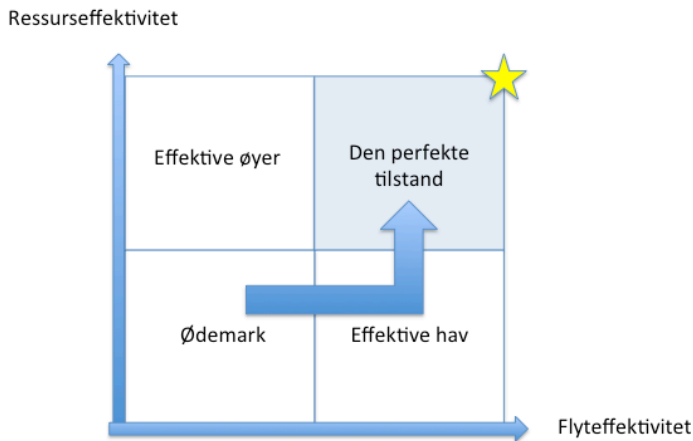 Ressurseffektivitet
Effektive øyer
Den perfekte
tilstand
Ødemark
Effektive hav
Flyteffektivitet